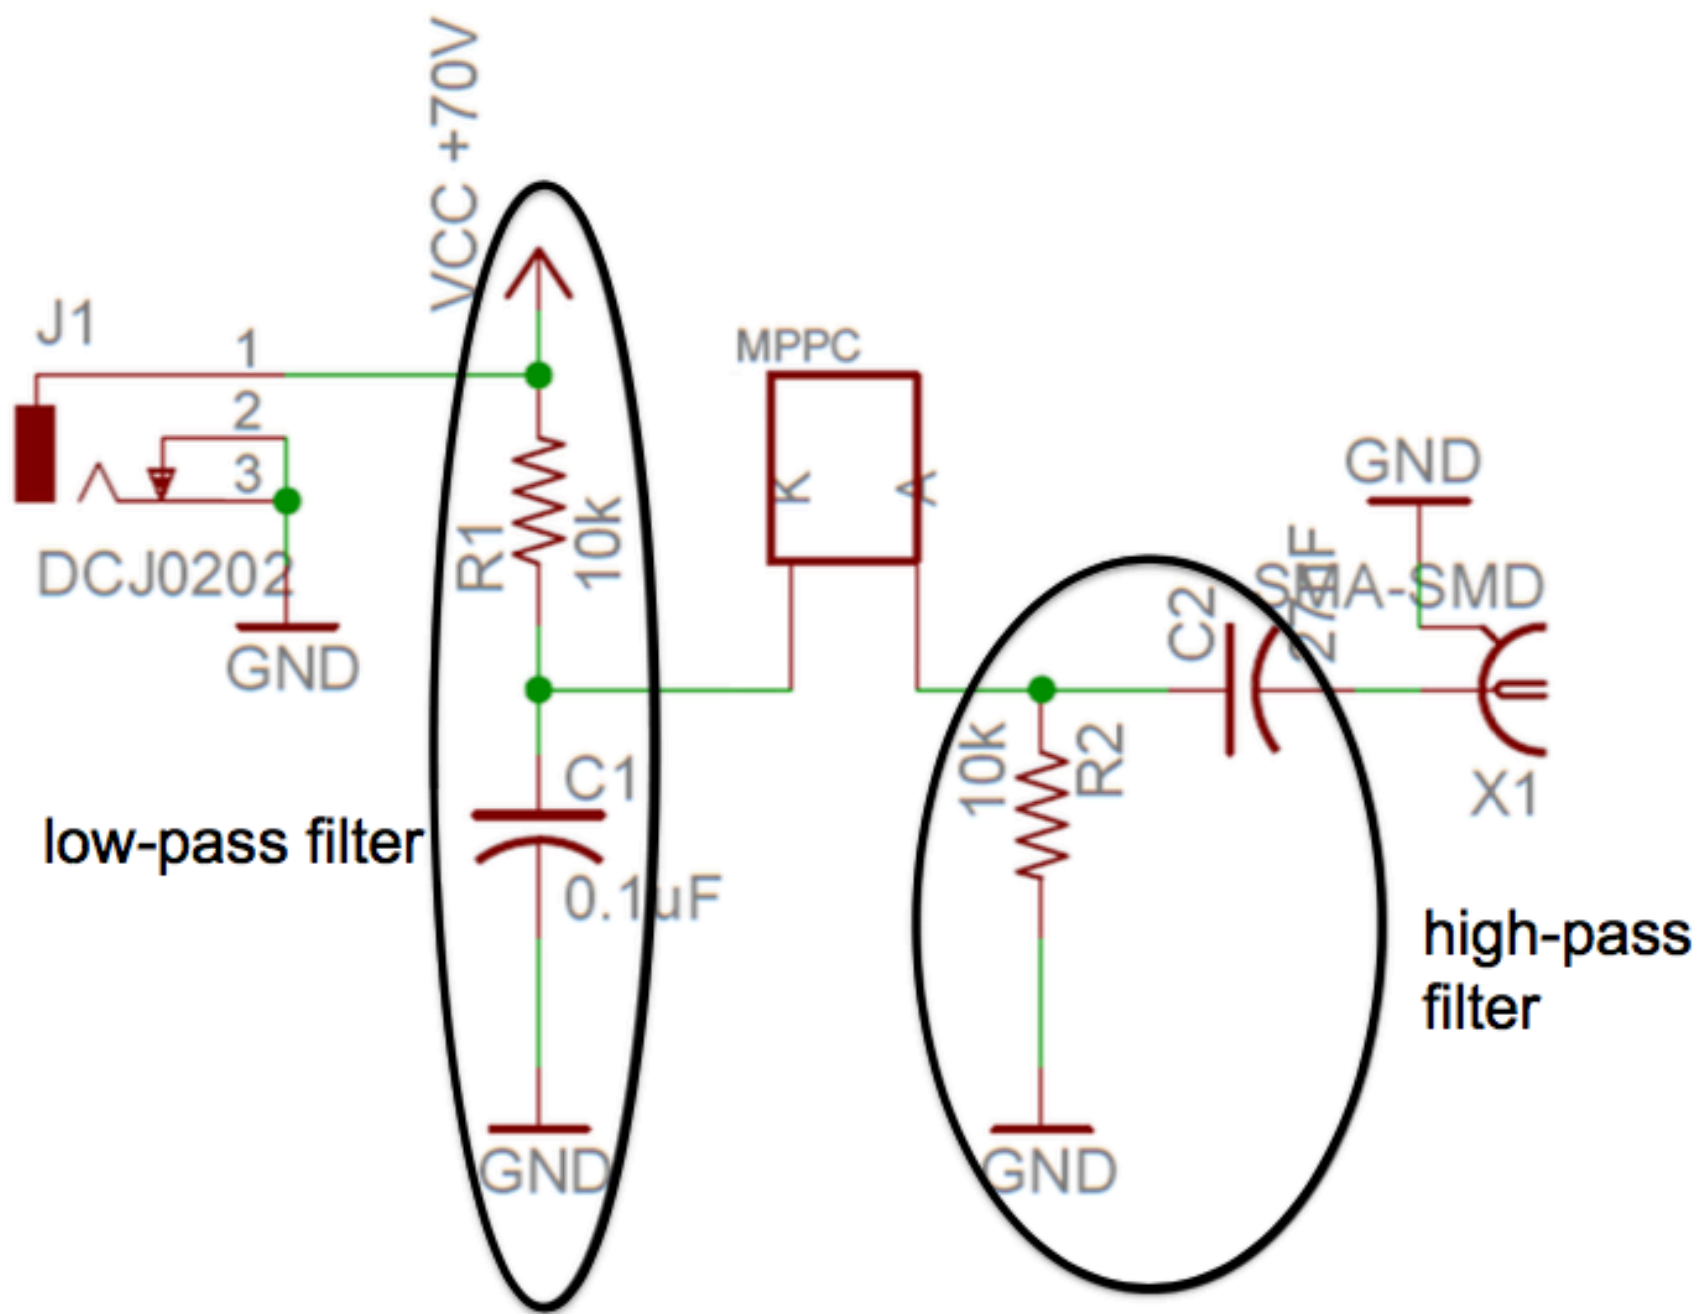 VCC +70V
J1
1
2
3
DCJ0202
GND
R1
10k
MPPC
K
A
GND
C2
SMA-SMD
X1
10k
R2
C1
0.1uF
low-pass filter
high-pass
filter
GND
GND